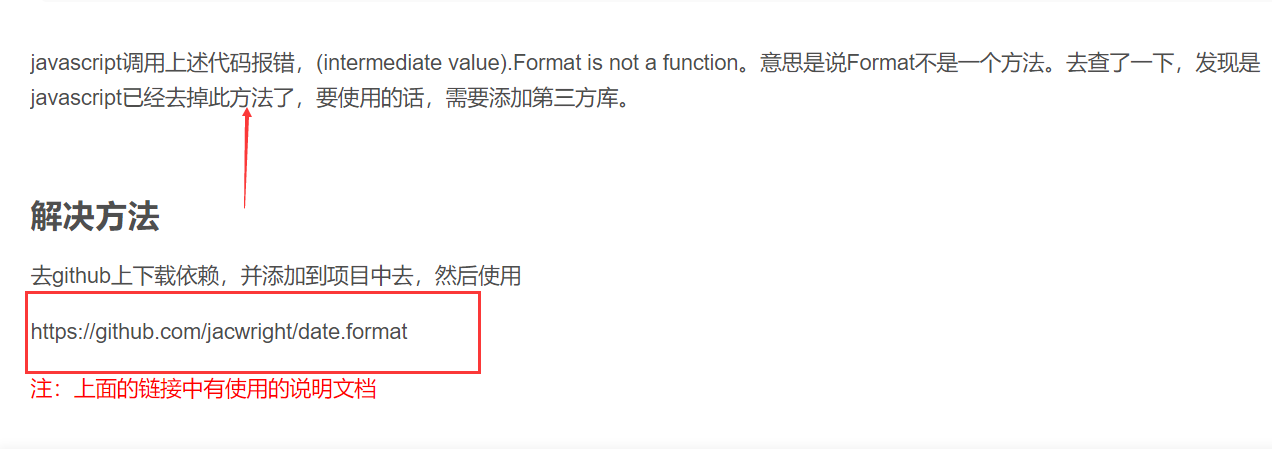 javascript调用上述代码报错，(intermediate value).Format is not a function。意思是说Format不是一个方法。去查了一下，发现是
javascript已经去掉此方法了，要使用的话，需要添加第三方库。
解决方法
去github上下载依赖，并添加到项目中去，然后使用
https://github.com/jacwright/date.format
注：上面的链接中有使用的说明文档